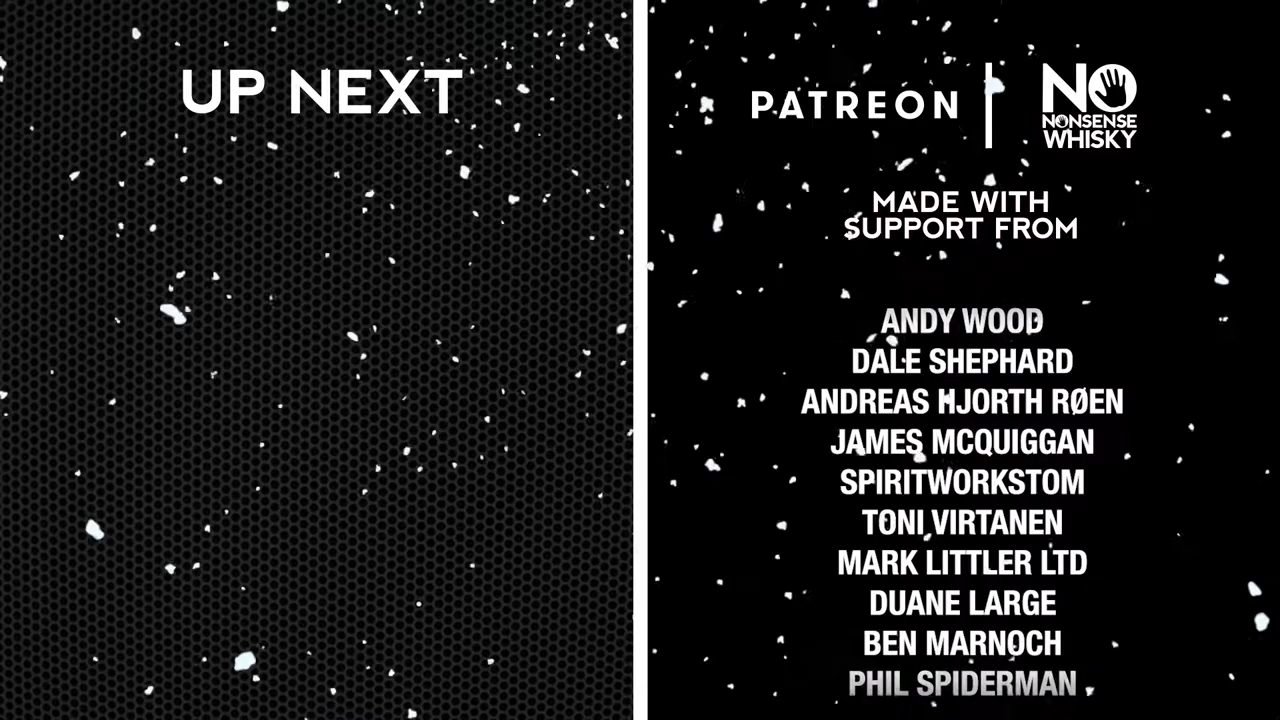 UP NEXT
PATREON
NO
NONSENSE
WHISKY
MADE WITH
SUPPORT FROM
ANDY WOOD
DALE SHEPHARD
ANDREAS HJORTH RØEN
JAMES MCQUIGGAN
SPIRITWORKSTOM
TONI VIRTANEN
MARK LITTLER LTD
DUANE LARGE
BEN MARNOCH
PHIL SPIDERMAN